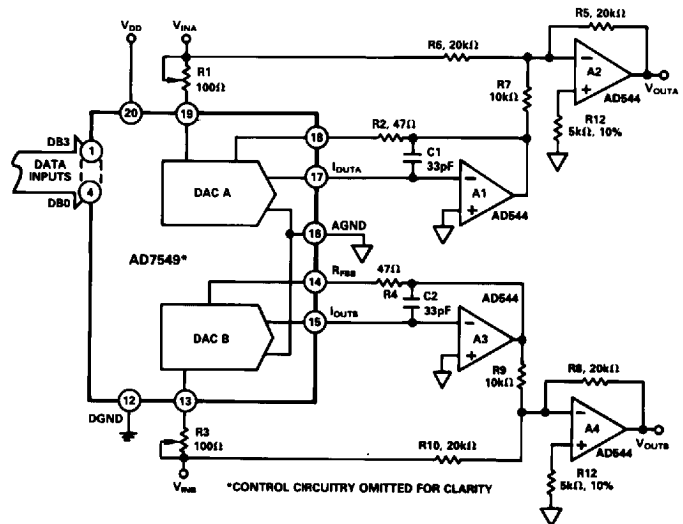 VINA
VDD
R5, 20kΩ
R6, 20kΩ
R1
100Ω
R7
10kΩ
A2
AD544
VOUTA
R12
5kΩ, 10%
20
19
DB3
1
DATA
INPUTS
4
DB0
DAC A
18
R2, 47Ω
C1
33pF
17
IOUTA
A1
AD544
16
AGND
AD7549*
14
RFBB
47Ω
R4
C2
33pF
AD544
15
IOUTB
A3
DAC B
R9
10kΩ
R8, 20kΩ
12
DGND
13
R3
100Ω
R10, 20kΩ
A4
AD544
VOUTB
R12
5kΩ, 10%
VINB
*CONTROL CIRCUITRY OMITTED FOR CLARITY